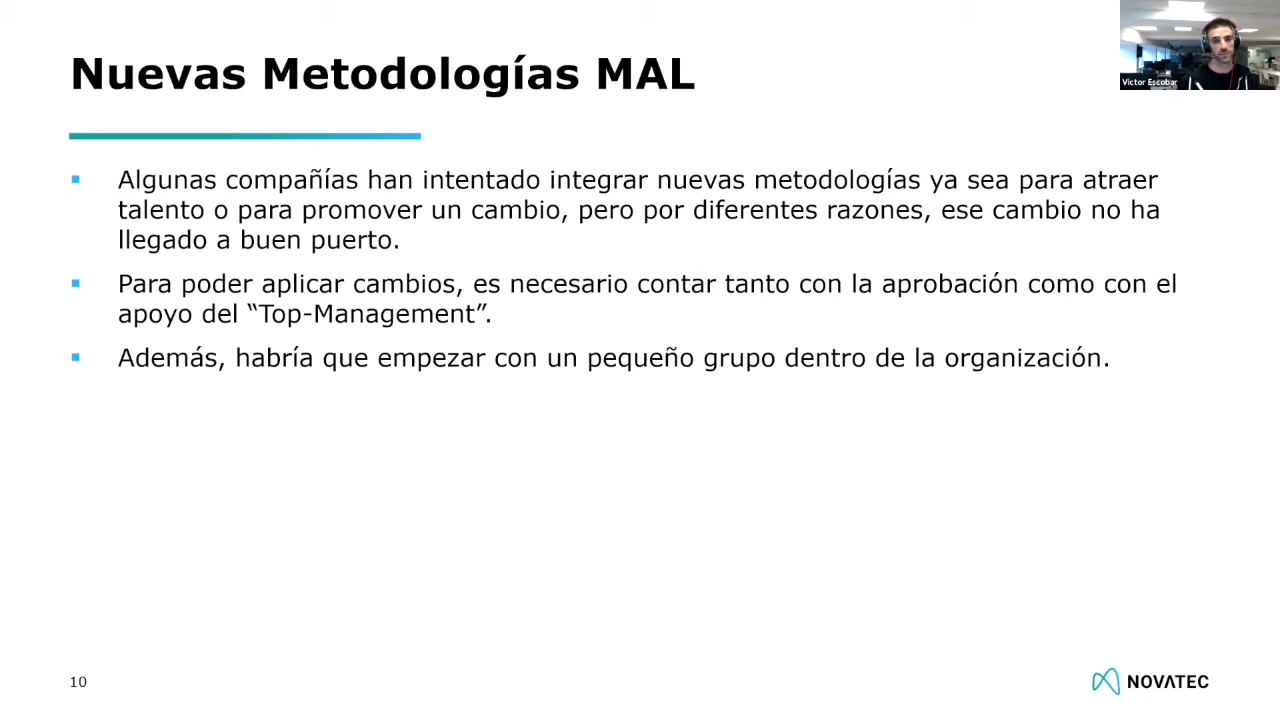 Nuevas Metodologías MAL
Victor Escobar
▪ Algunas compañías han intentado integrar nuevas metodologías ya sea para atraer
talento o para promover un cambio, pero por diferentes razones, ese cambio no ha
llegado a buen puerto.
▪ Para poder aplicar cambios, es necesario contar tanto con la aprobación como con el
apoyo del “Top-Management”.
▪ Además, habría que empezar con un pequeño grupo dentro de la organización.
10
NOVATEC